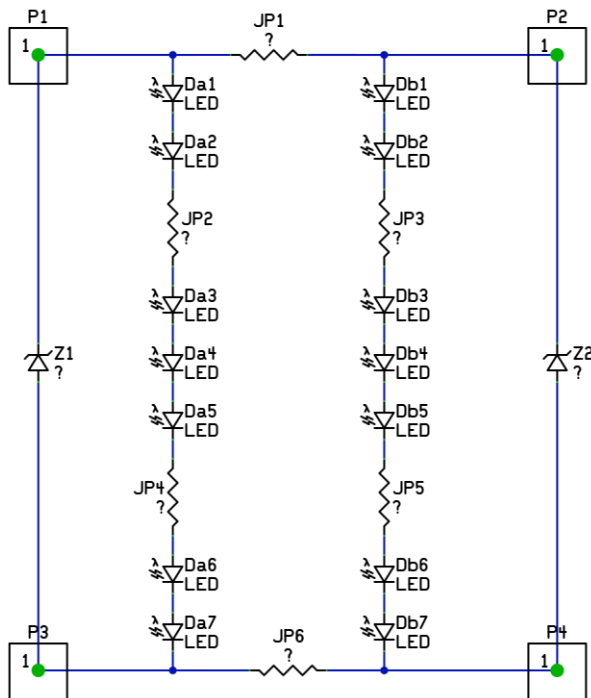 P1
JP1
P2
1
?
1
Da1
LED
Db1
LED
Da2
LED
Db2
LED
JP2
?
JP3
?
Da3
LED
Db3
LED
Z1
?
Da4
LED
Db4
LED
Z2
?
Da5
LED
Db5
LED
JP4
?
JP5
?
Da6
LED
Db6
LED
P3
Da7
LED
JP6
Db7
LED
P4
1
?
1